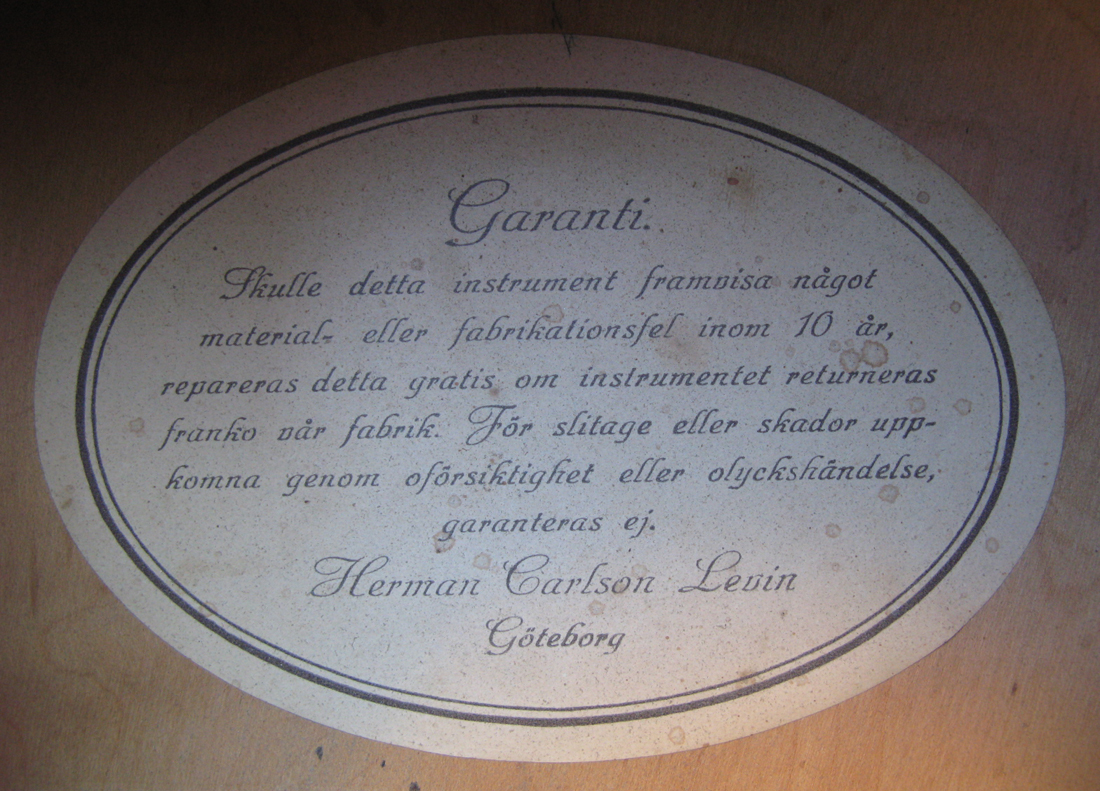 Garanti.
Skulle detta instrument framvisa något
material- eller fabrikationsfel inom 10 år,
repareras detta gratis om instrumentet returneras
franko vår fabrik. För slitage eller skador upp-
komna genom oförsiktighet eller olyckshändelse,
garanteras ej.
Herman Carlson Levin
Göteborg